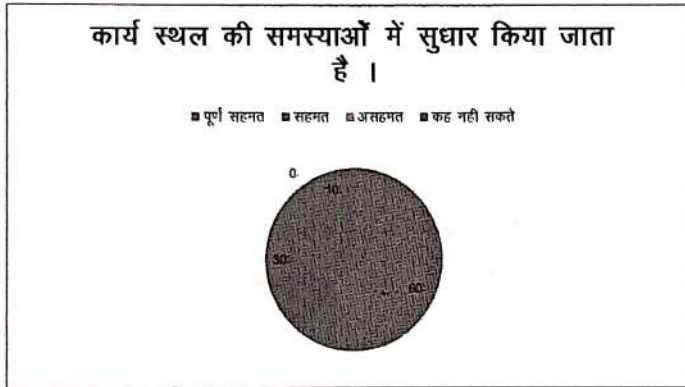 कार्य स्थल की समस्याओं में सुधार किया जाता
है ।
पूर्ण सहमत सहमत असहमत कह नही सकते
0
10
30
60